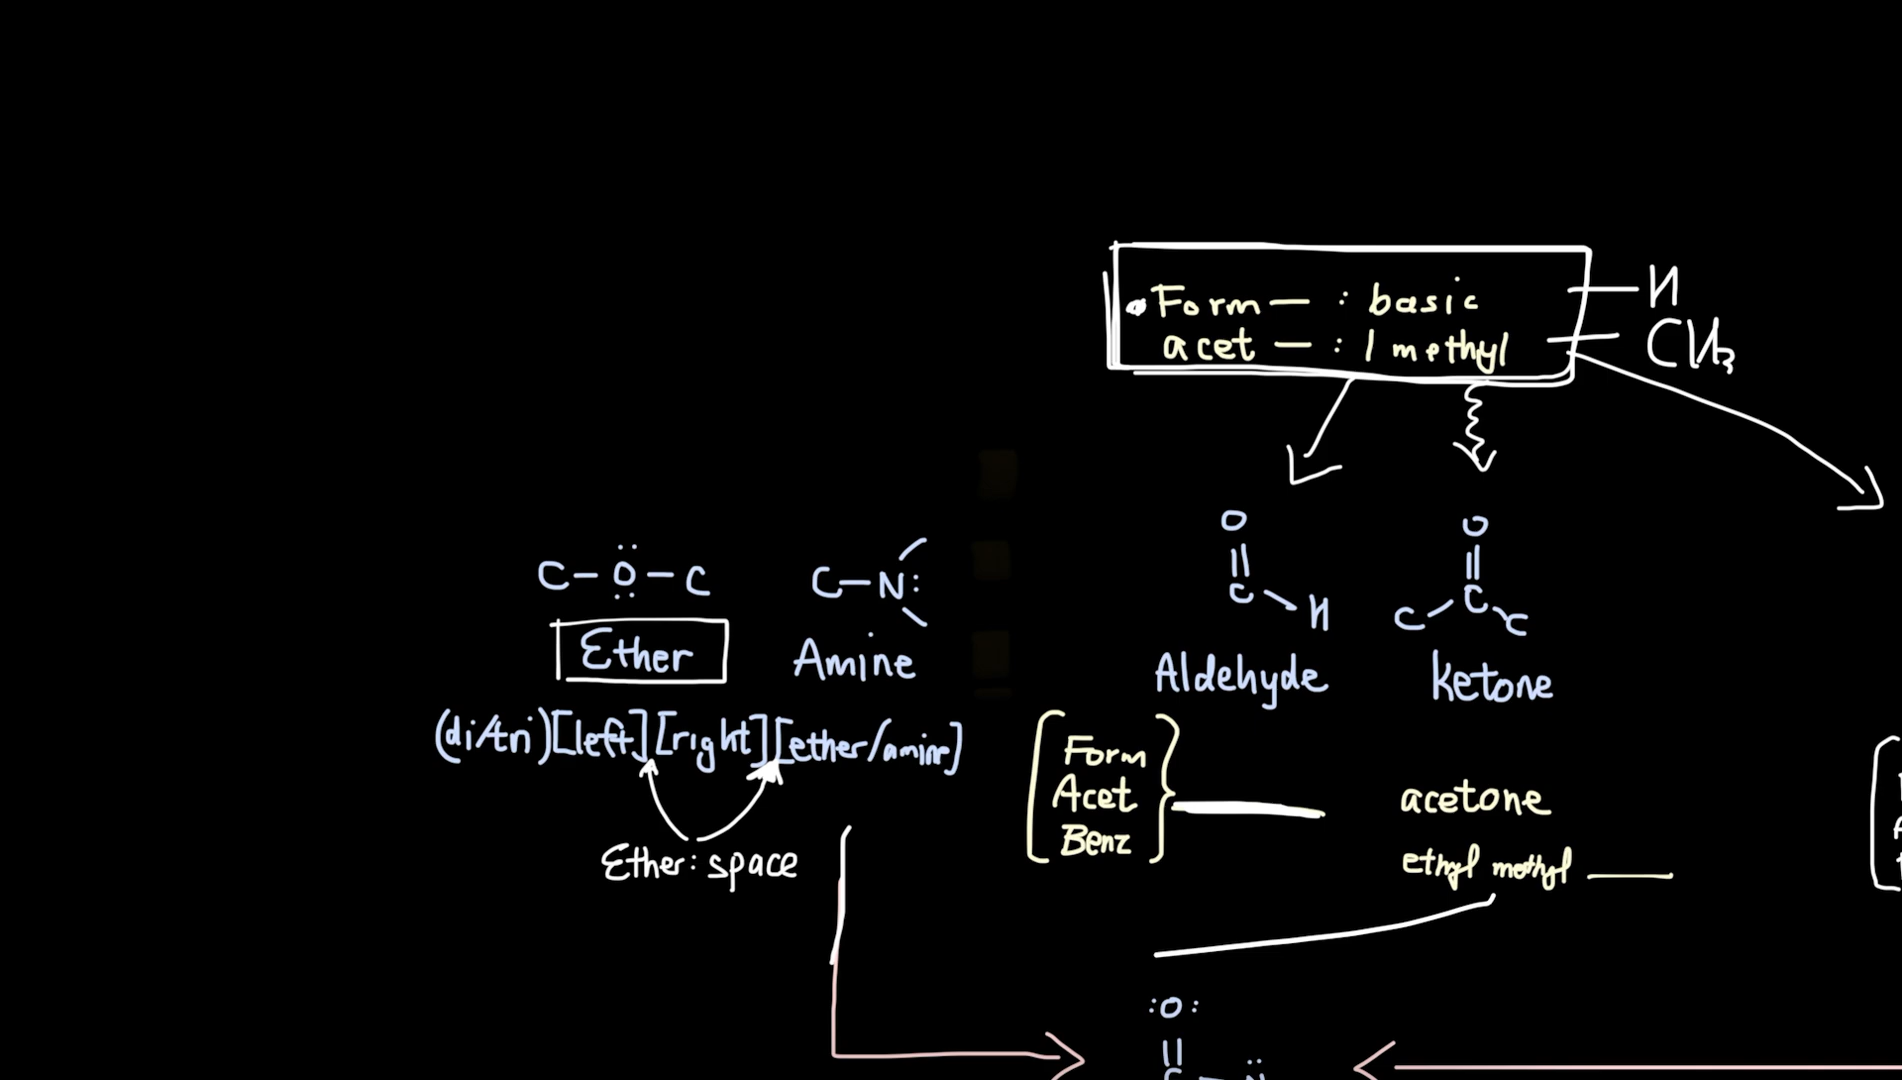 Form — : basic — H
acet — : 1 methyl — CH3
O
||
C
H
O
||
C
C
C
C – O – C
C – N:
Ether
Amine
Aldehyde
Ketone
(di/tri)[left][right][ether/amine]
Form
Acet
Benz
acetone
ethyl methyl ____
Ether: space
:O:
||
C
N